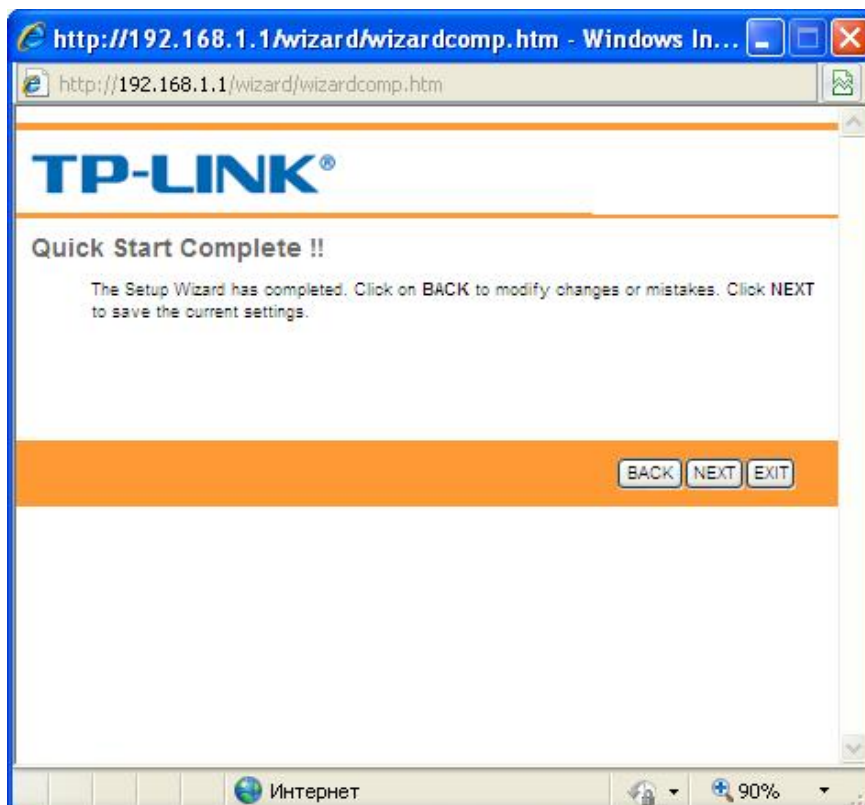 http://192.168.1.1/wizard/wizardcomp.htm - Windows In...
http://192.168.1.1/wizard/wizardcomp.htm
TP-LINK®
Quick Start Complete !!
The Setup Wizard has completed. Click on BACK to modify changes or mistakes. Click NEXT
to save the current settings.
BACK NEXT EXIT
Интернет 90%